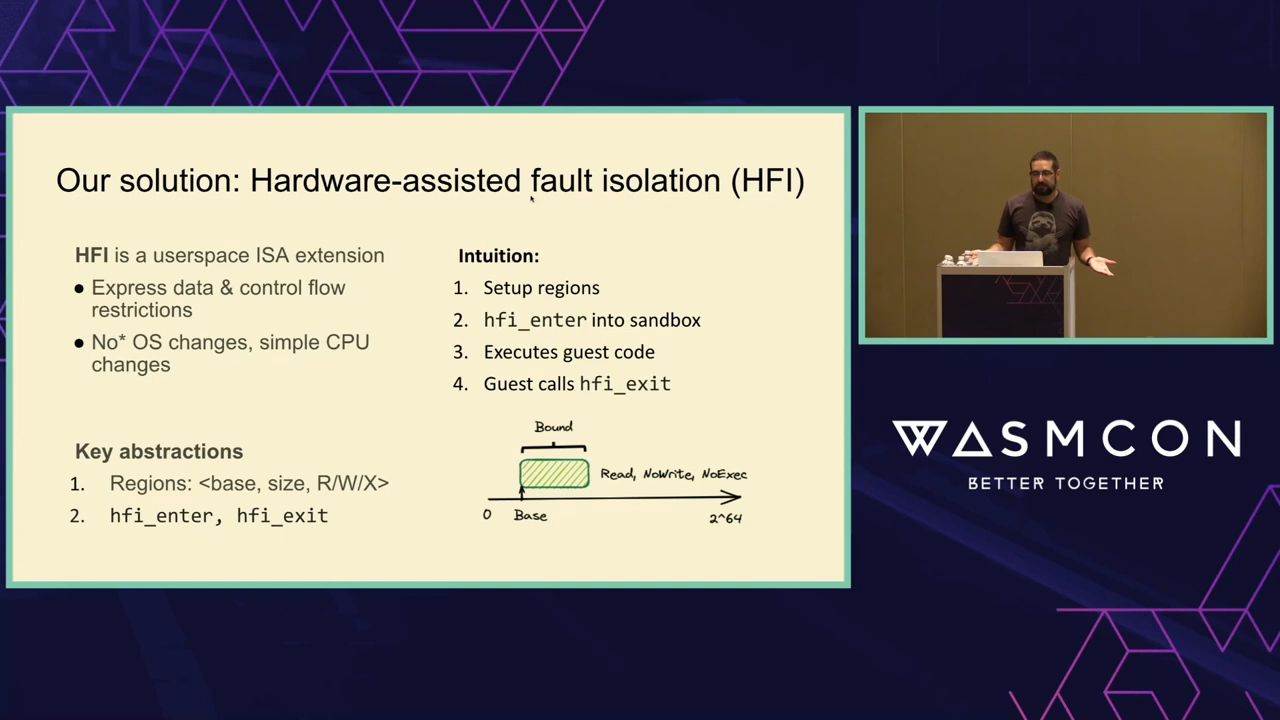 Our solution: Hardware-assisted fault isolation (HFI)
HFI is a userspace ISA extension
● Express data & control flow
restrictions
● No* OS changes, simple CPU
changes
Key abstractions
1. Regions: <base, size, R/W/X>
2. hfi_enter, hfi_exit
Intuition:
1. Setup regions
2. hfi_enter into sandbox
3. Executes guest code
4. Guest calls hfi_exit
Bound
Read, NoWrite, NoExec
0 Base 2^64
WASMCON
BETTER TOGETHER